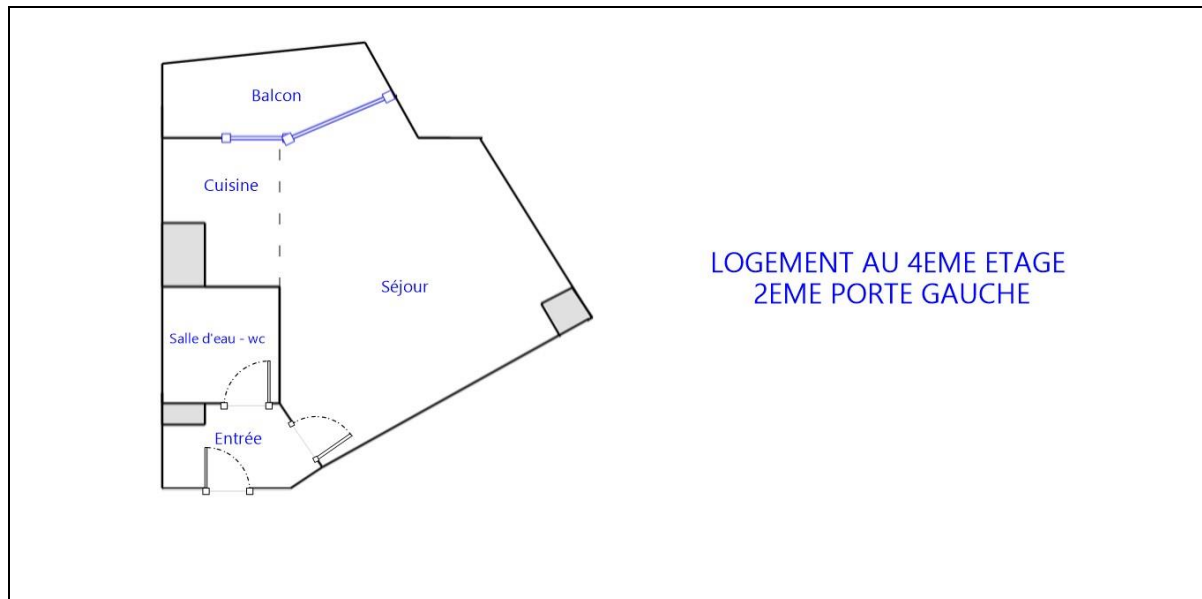 Balcon
Cuisine
Séjour
Salle d'eau - wc
Entrée
LOGEMENT AU 4EME ETAGE
2EME PORTE GAUCHE